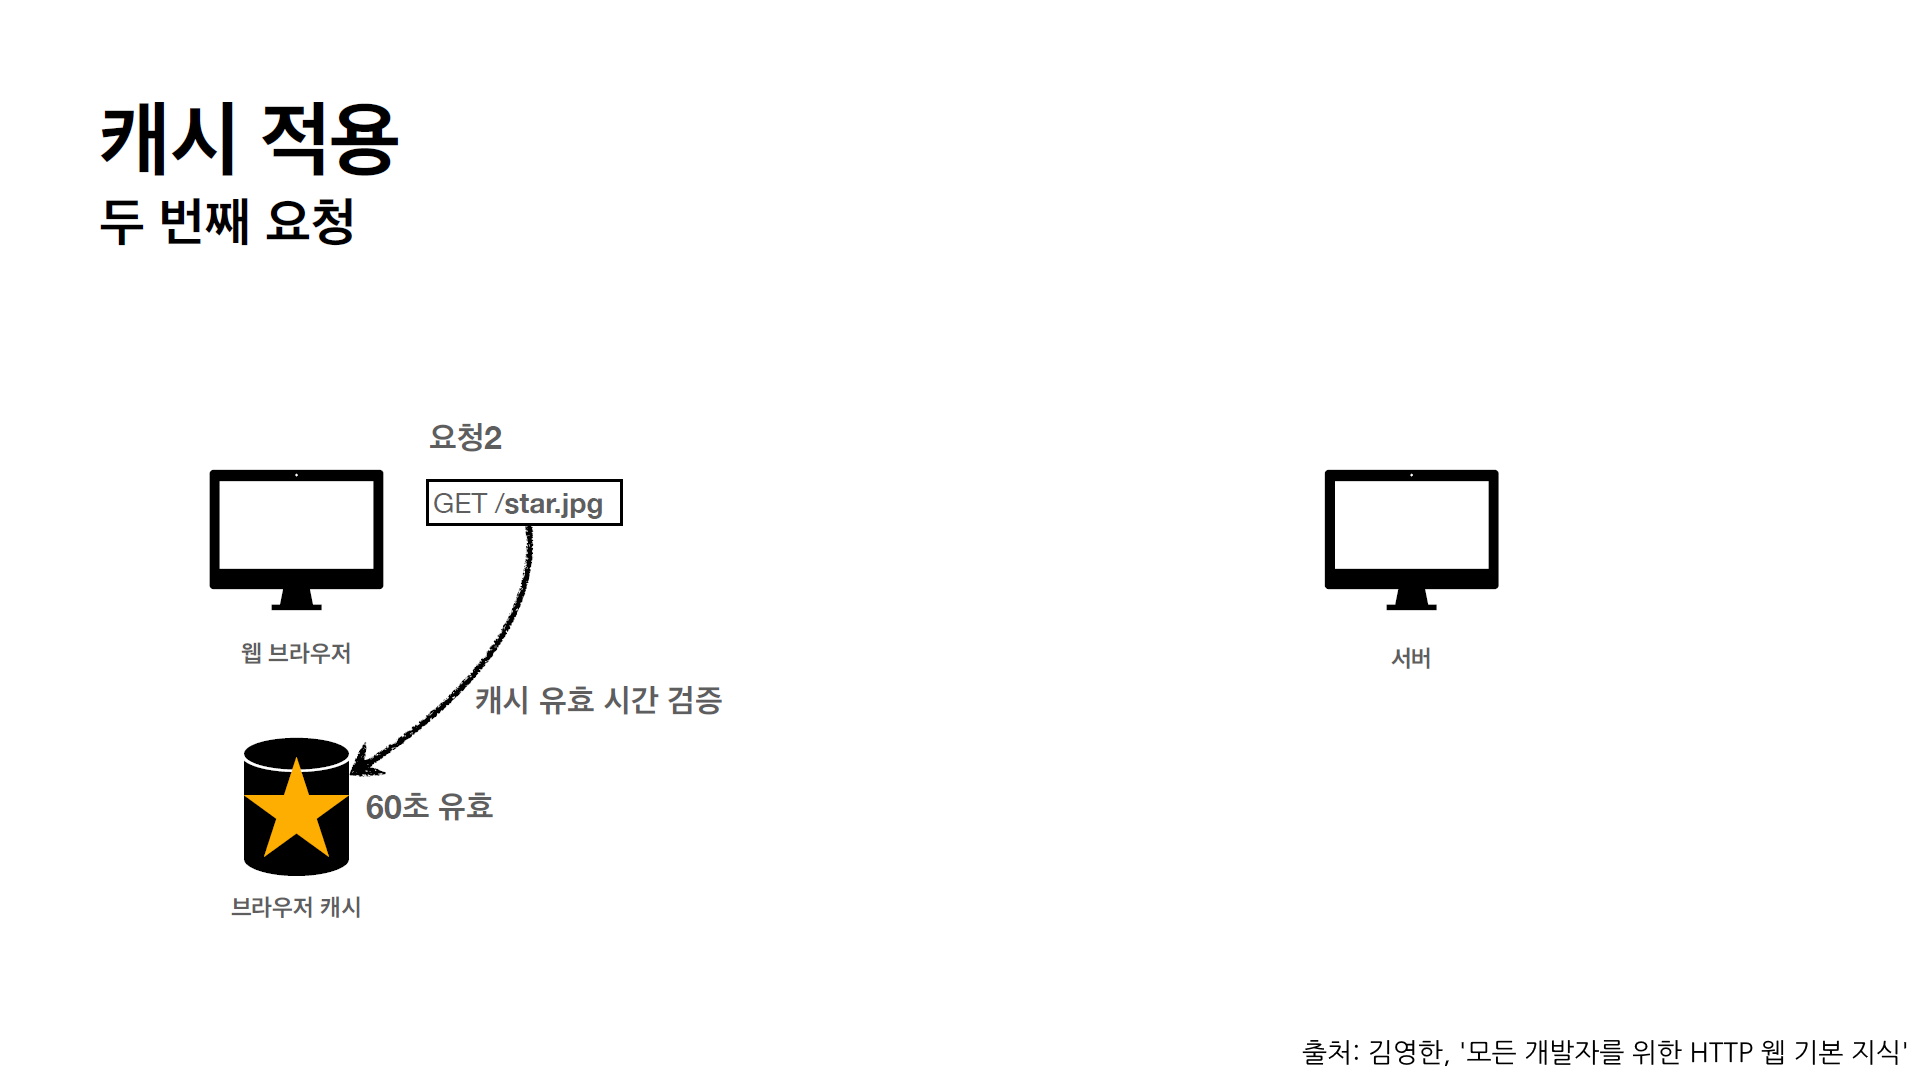 캐시 적용
두 번째 요청
요청2
GET /star.jpg
웹 브라우저
서버
캐시 유효 시간 검증
60초 유효
브라우저 캐시
출처: 김영한, '모든 개발자를 위한 HTTP 웹 기본 지식'